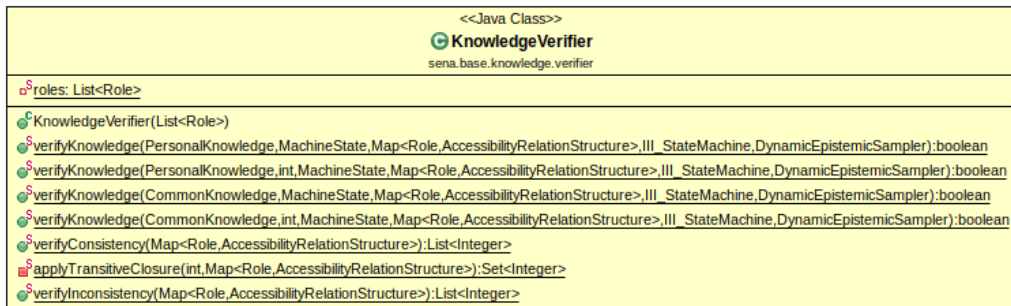 <<Java Class>>
C KnowledgeVerifier
sena.base.knowledge.verifier
S roles: List<Role>
C KnowledgeVerifier(List<Role>)
S verifyKnowledge(PersonalKnowledge,MachineState,Map<Role,AccessibilityRelationStructure>,III_StateMachine,DynamicEpistemicSampler):boolean
S verifyKnowledge(PersonalKnowledge,int,MachineState,Map<Role,AccessibilityRelationStructure>,III_StateMachine,DynamicEpistemicSampler):boolean
S verifyKnowledge(CommonKnowledge,MachineState,Map<Role,AccessibilityRelationStructure>,III_StateMachine,DynamicEpistemicSampler):boolean
S verifyKnowledge(CommonKnowledge,int,MachineState,Map<Role,AccessibilityRelationStructure>,III_StateMachine,DynamicEpistemicSampler):boolean
S verifyConsistency(Map<Role,AccessibilityRelationStructure>):List<Integer>
S applyTransitiveClosure(int,Map<Role,AccessibilityRelationStructure>):Set<Integer>
S verifyInconsistency(Map<Role,AccessibilityRelationStructure>):List<Integer>